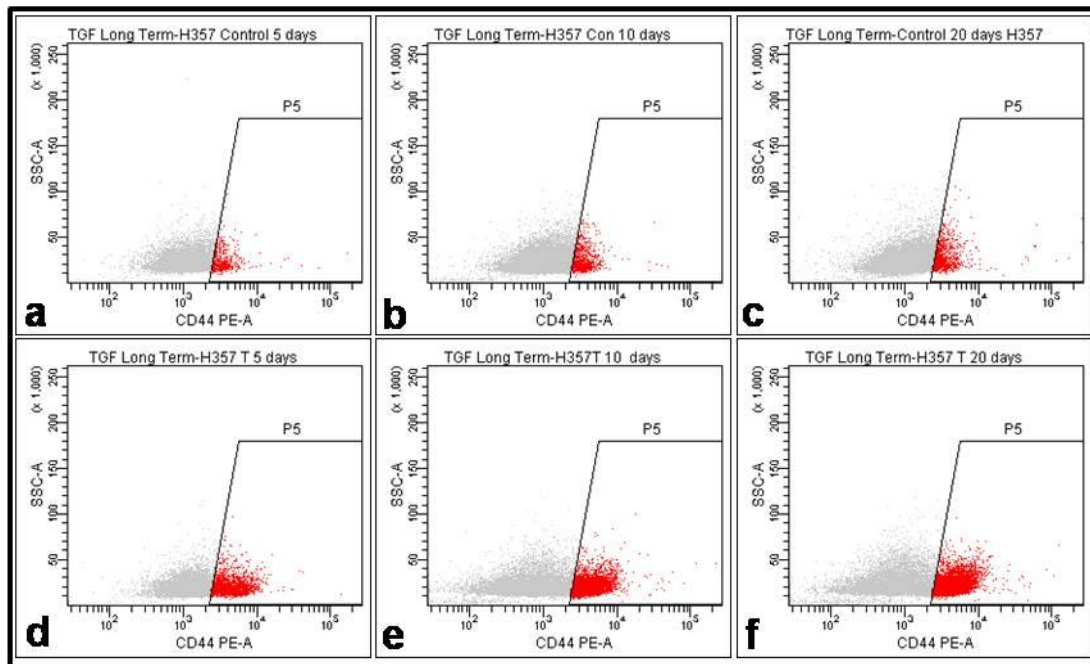 TGF Long Term-H357 Control 5 days
(x 1,000)
250
200
150
100
50
SSC-A
P5
10² 10³ 10⁴ 10⁵
CD44 PE-A
a
TGF Long Term-H357 Con 10 days
(x 1,000)
250
200
150
100
50
SSC-A
P5
10² 10³ 10⁴ 10⁵
CD44 PE-A
b
TGF Long Term-Control 20 days H357
(x 1,000)
250
200
150
100
50
SSC-A
P5
10² 10³ 10⁴ 10⁵
CD44 PE-A
c
TGF Long Term-H357 T 5 days
(x 1,000)
250
200
150
100
50
SSC-A
P5
10² 10³ 10⁴ 10⁵
CD44 PE-A
d
TGF Long Term-H357T 10 days
(x 1,000)
250
200
150
100
50
SSC-A
P5
10² 10³ 10⁴ 10⁵
CD44 PE-A
e
TGF Long Term-H357 T 20 days
(x 1,000)
250
200
150
100
50
SSC-A
P5
10² 10³ 10⁴ 10⁵
CD44 PE-A
f